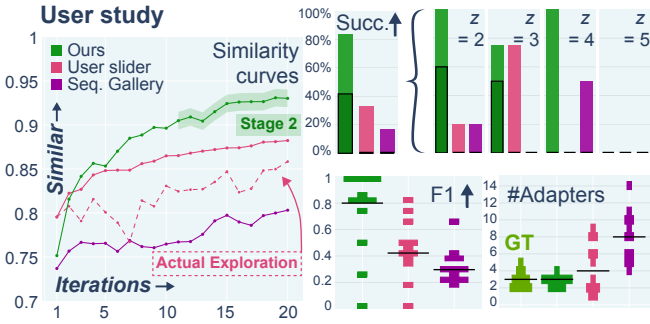 User study
1
0.95
0.9
0.85
0.8
0.75
0.7
Ours
User slider
Seq. Gallery
Similarity
curves
Stage 2
Similar
Actual Exploration
Iterations
1
5
10
15
20
100%
80%
60%
40%
20%
0%
Succ.
z
= 2
z
= 3
z
= 4
z
= 5
1
0.8
0.6
0.4
0.2
0
F1
14
12
10
8
6
4
2
0
#Adapters
GT